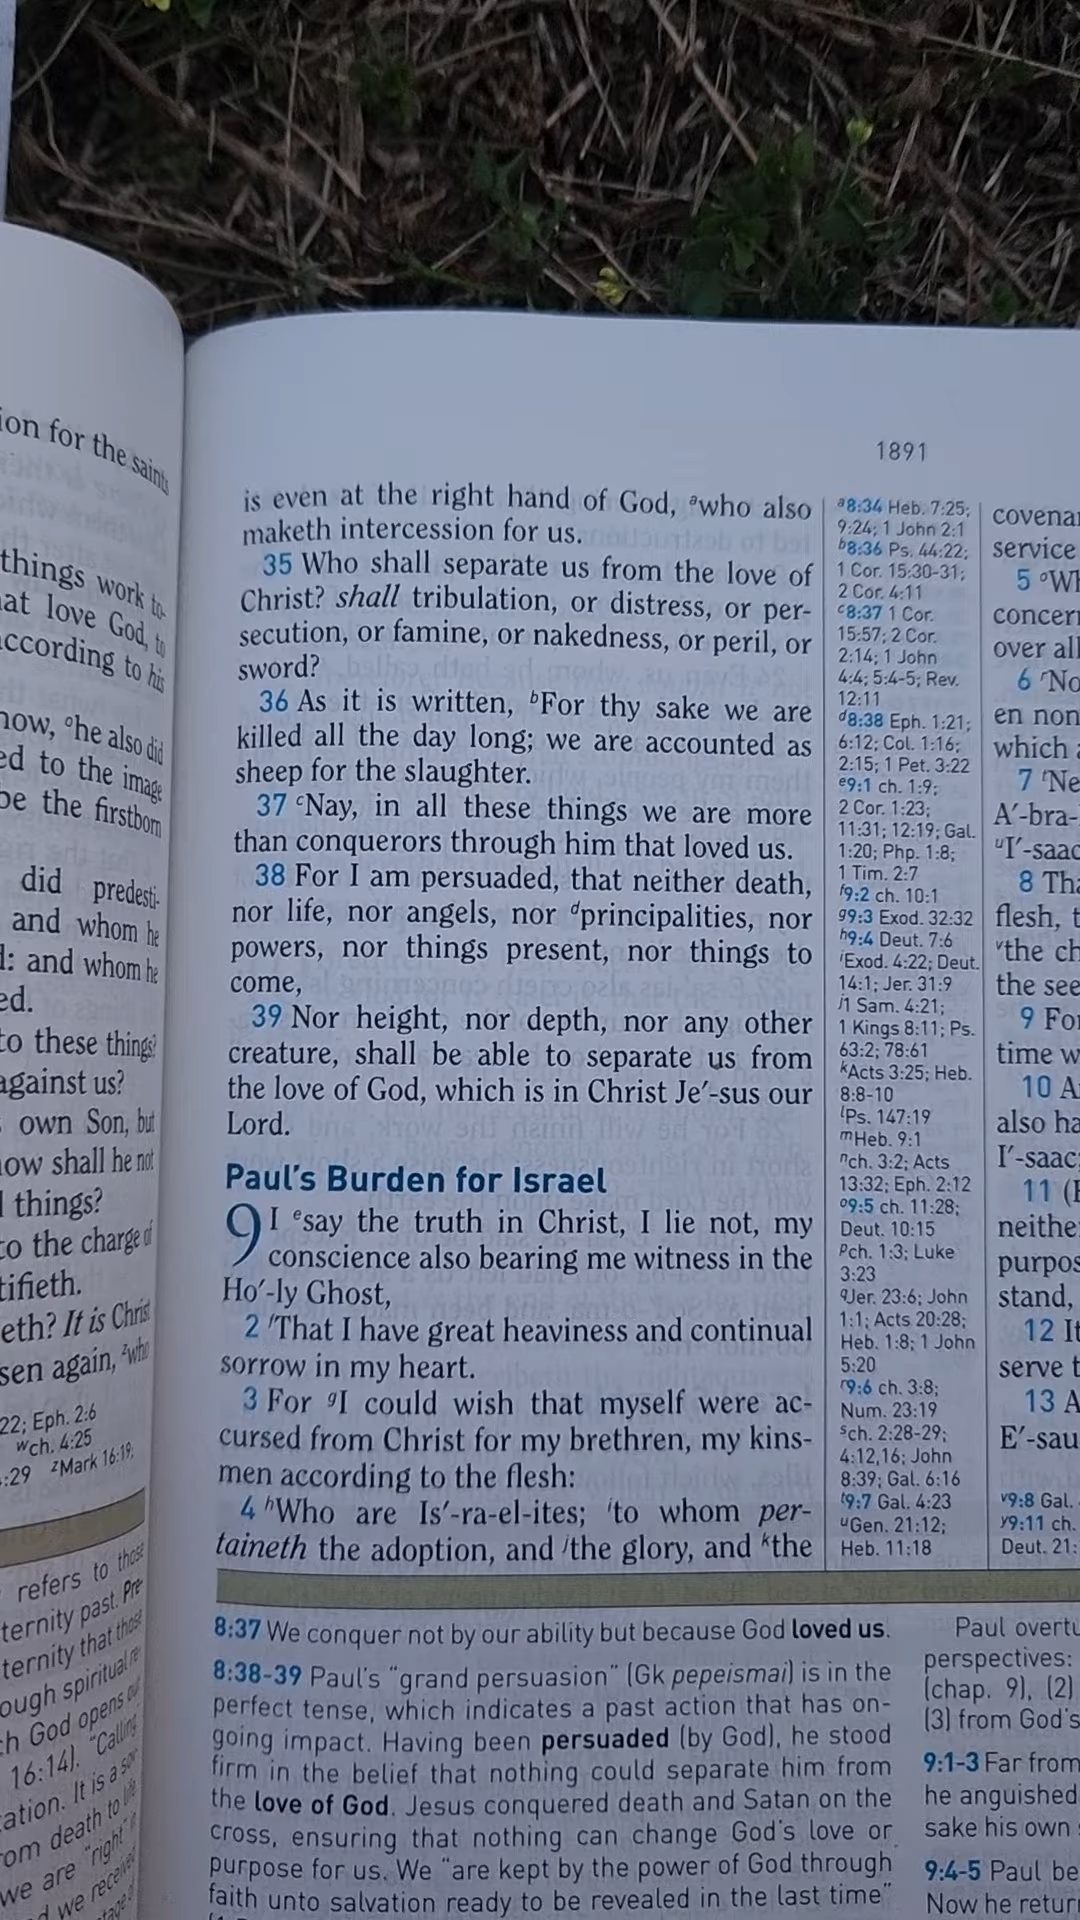 ion for the saints
things work to-
at love God, to
according to his
now, ᵒhe also did
ed to the image
be the firstborn
did predesti-
and whom he
: and whom he
ed.
to these things?
against us?
own Son, but
ow shall he not
things?
to the charge of
tifieth.
eth? It is Christ
sen again, ᶻwho
22; Eph. 2:6
ʷch. 4:25
:29 ᶻMark 16:19;
refers to those
ternity past. Pre-
ternity that those
ough spiritual re-
h God opens our
16:14). "Calling
ation. It is a
om death to life
we are "right" in
we received
1891
is even at the right hand of God, ᵃwho also
maketh intercession for us.
35 Who shall separate us from the love of
Christ? shall tribulation, or distress, or per-
secution, or famine, or nakedness, or peril, or
sword?
36 As it is written, ᵇFor thy sake we are
killed all the day long; we are accounted as
sheep for the slaughter.
37 ᶜNay, in all these things we are more
than conquerors through him that loved us.
38 For I am persuaded, that neither death,
nor life, nor angels, nor ᵈprincipalities, nor
powers, nor things present, nor things to
come,
39 Nor height, nor depth, nor any other
creature, shall be able to separate us from
the love of God, which is in Christ Je′-sus our
Lord.
Paul's Burden for Israel
9 I ᵉsay the truth in Christ, I lie not, my
conscience also bearing me witness in the
Ho′-ly Ghost,
2 ᶠThat I have great heaviness and continual
sorrow in my heart.
3 For ᵍI could wish that myself were ac-
cursed from Christ for my brethren, my kins-
men according to the flesh:
4 ʰWho are Is′-ra-el-ites; ⁱto whom per-
taineth the adoption, and ʲthe glory, and ᵏthe
ᵃ8:34 Heb. 7:25;
9:24; 1 John 2:1
ᵇ8:36 Ps. 44:22;
1 Cor. 15:30-31;
2 Cor. 4:11
ᶜ8:37 1 Cor.
15:57; 2 Cor.
2:14; 1 John
4:4; 5:4-5; Rev.
12:11
ᵈ8:38 Eph. 1:21;
6:12; Col. 1:16;
2:15; 1 Pet. 3:22
ᵉ9:1 ch. 1:9;
2 Cor. 1:23;
11:31; 12:19; Gal.
1:20; Php. 1:8;
1 Tim. 2:7
ᶠ9:2 ch. 10:1
ᵍ9:3 Exod. 32:32
ʰ9:4 Deut. 7:6
ⁱExod. 4:22; Deut.
14:1; Jer. 31:9
ʲ1 Sam. 4:21;
1 Kings 8:11; Ps.
63:2; 78:61
ᵏActs 3:25; Heb.
8:8-10
ˡPs. 147:19
ᵐHeb. 9:1
ⁿch. 3:2; Acts
13:32; Eph. 2:12
ᵒ9:5 ch. 11:28;
Deut. 10:15
ᵖch. 1:3; Luke
3:23
qJer. 23:6; John
1:1; Acts 20:28;
Heb. 1:8; 1 John
5:20
ʳ9:6 ch. 3:8;
Num. 23:19
ˢch. 2:28-29;
4:12,16; John
8:39; Gal. 6:16
ᵗ9:7 Gal. 4:23
ᵘGen. 21:12;
Heb. 11:18
covenan
service
5 ᵒWh
concern
over all
6 ʳNo
en non
which a
7 ᵗNe
A′-bra-
ᵘI′-saac
8 Tha
flesh, t
ᵛthe ch
the see
9 For
time w
10 A
also ha
I′-saac
11 (F
neither
purpos
stand,
12 It
serve t
13 A
E′-sau
ᵛ9:8 Gal.
ʸ9:11 ch.
Deut. 21:
8:37 We conquer not by our ability but because God loved us.
8:38-39 Paul's "grand persuasion" (Gk pepeismai) is in the
perfect tense, which indicates a past action that has on-
going impact. Having been persuaded (by God), he stood
firm in the belief that nothing could separate him from
the love of God. Jesus conquered death and Satan on the
cross, ensuring that nothing can change God's love or
purpose for us. We "are kept by the power of God through
faith unto salvation ready to be revealed in the last time"
Paul overtu
perspectives:
(chap. 9), (2)
(3) from God's
9:1-3 Far from
he anguished
sake his own
9:4-5 Paul be
Now he return